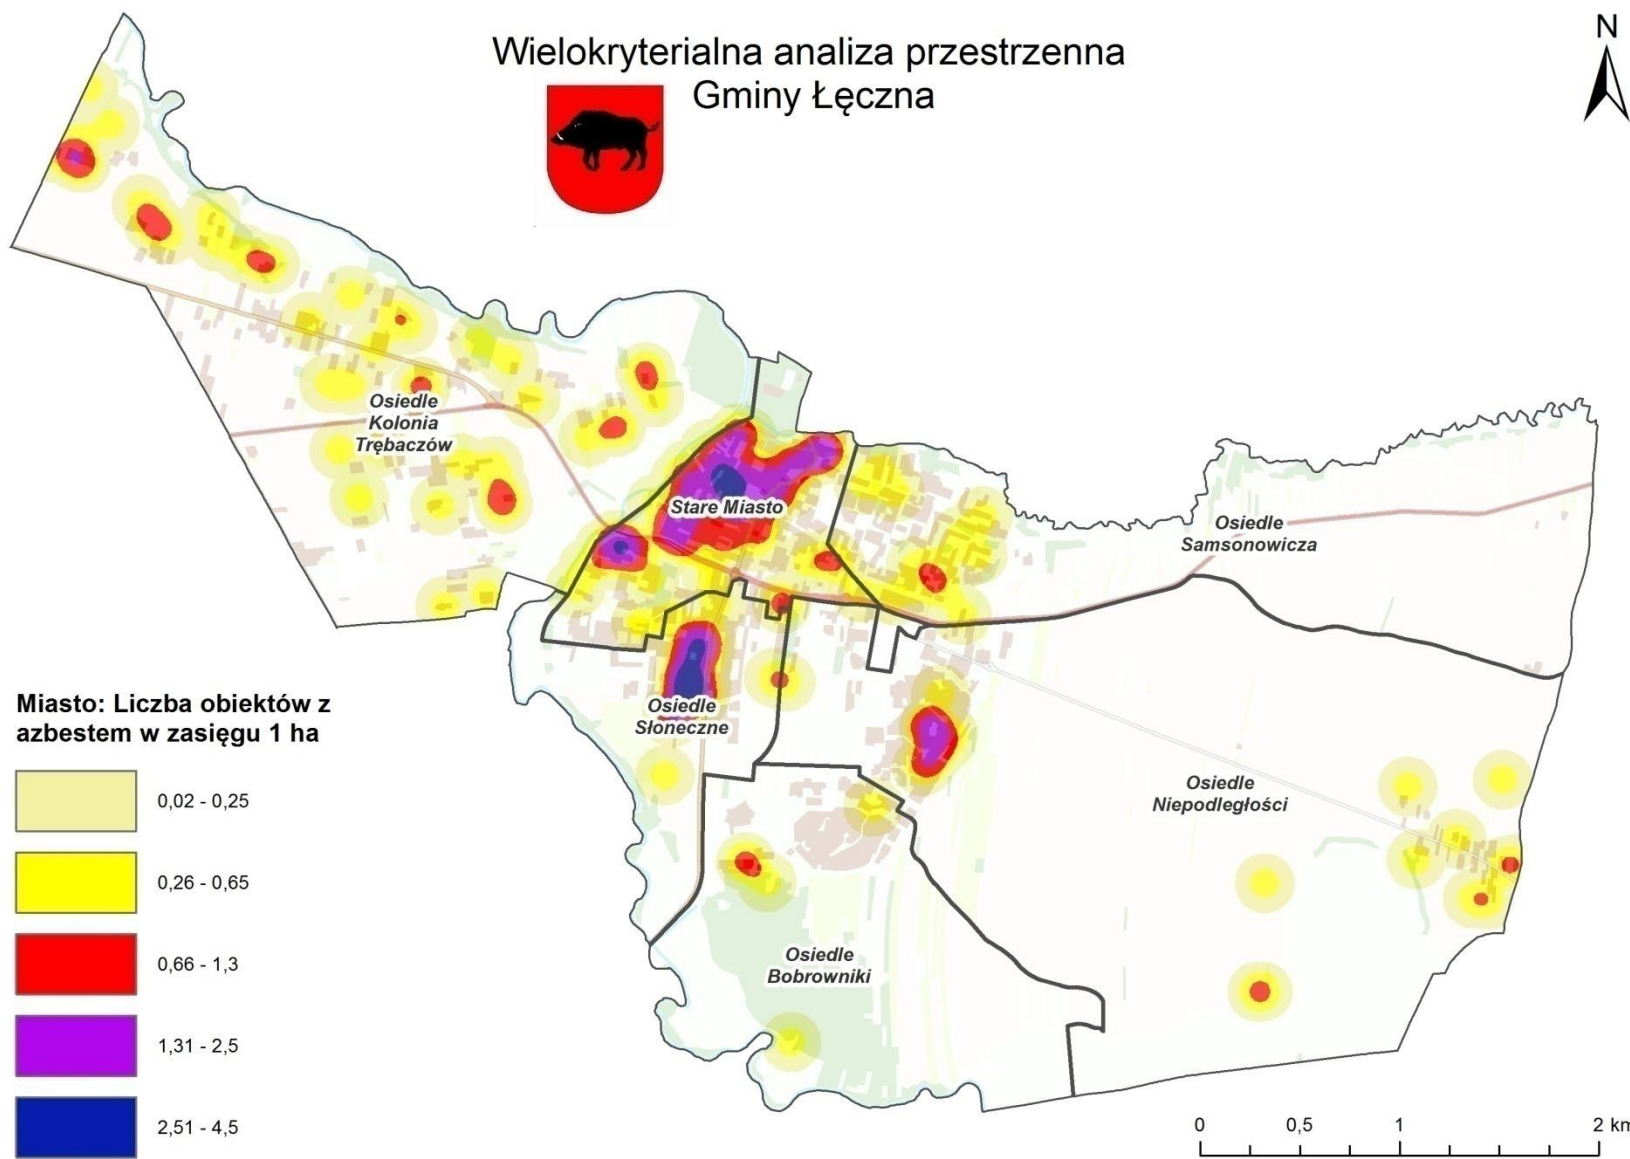 Wielokryterialna analiza przestrzenna
Gminy Łęczna
N
Osiedle
Kolonia
Trębaczów
Stare Miasto
Osiedle
Samsonowicza
Osiedle
Słoneczne
Osiedle
Niepodległości
Osiedle
Bobrowniki
Miasto: Liczba obiektów z
azbestem w zasięgu 1 ha
0,02 - 0,25
0,26 - 0,65
0,66 - 1,3
1,31 - 2,5
2,51 - 4,5
0 0,5 1 2 km